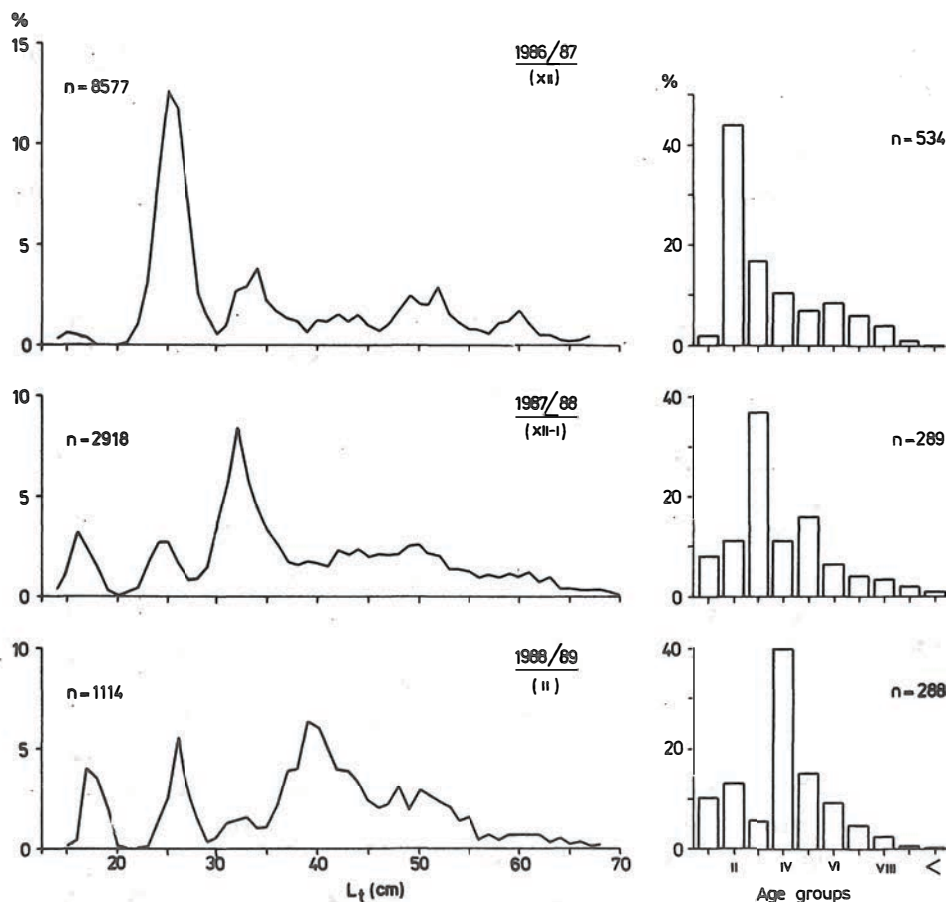 %
15
10
5
0
n=8577
1986/87
(XII)
%
40
20
0
n=534
10
5
0
n=2918
1987/88
(XII-I)
40
20
0
n=289
10
5
0
n=1114
1988/89
(II)
40
20
0
n=288
20
30
40
50
60
70
Lt (cm)
II
IV
VI
VIII
<
Age groups